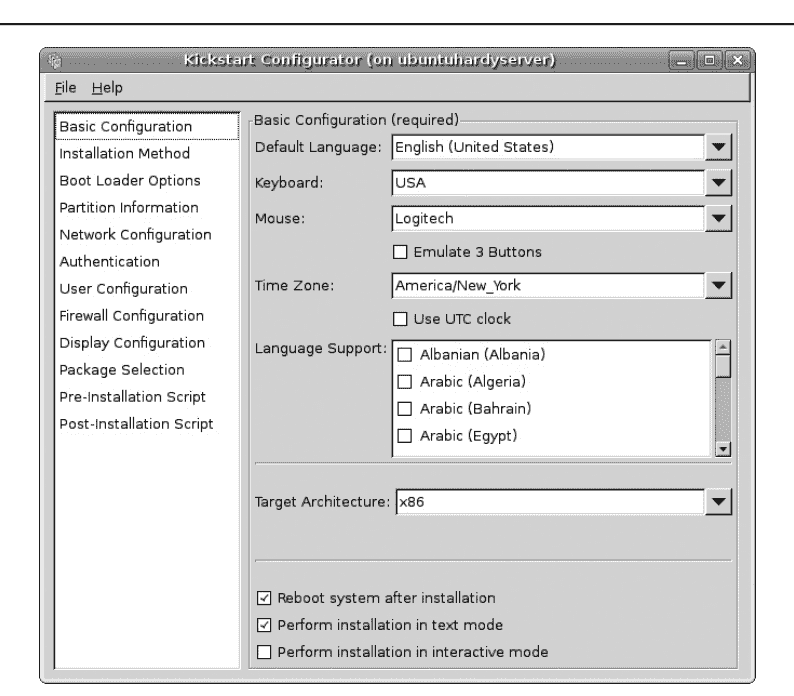 Kickstart Configurator (on ubuntuhardyserver)
File Help
Basic Configuration
Installation Method
Boot Loader Options
Partition Information
Network Configuration
Authentication
User Configuration
Firewall Configuration
Display Configuration
Package Selection
Pre-Installation Script
Post-Installation Script
Basic Configuration (required)
Default Language: English (United States)
Keyboard: USA
Mouse: Logitech
Emulate 3 Buttons
Time Zone: America/New_York
Use UTC clock
Language Support: Albanian (Albania)
Arabic (Algeria)
Arabic (Bahrain)
Arabic (Egypt)
Target Architecture: x86
Reboot system after installation
Perform installation in text mode
Perform installation in interactive mode